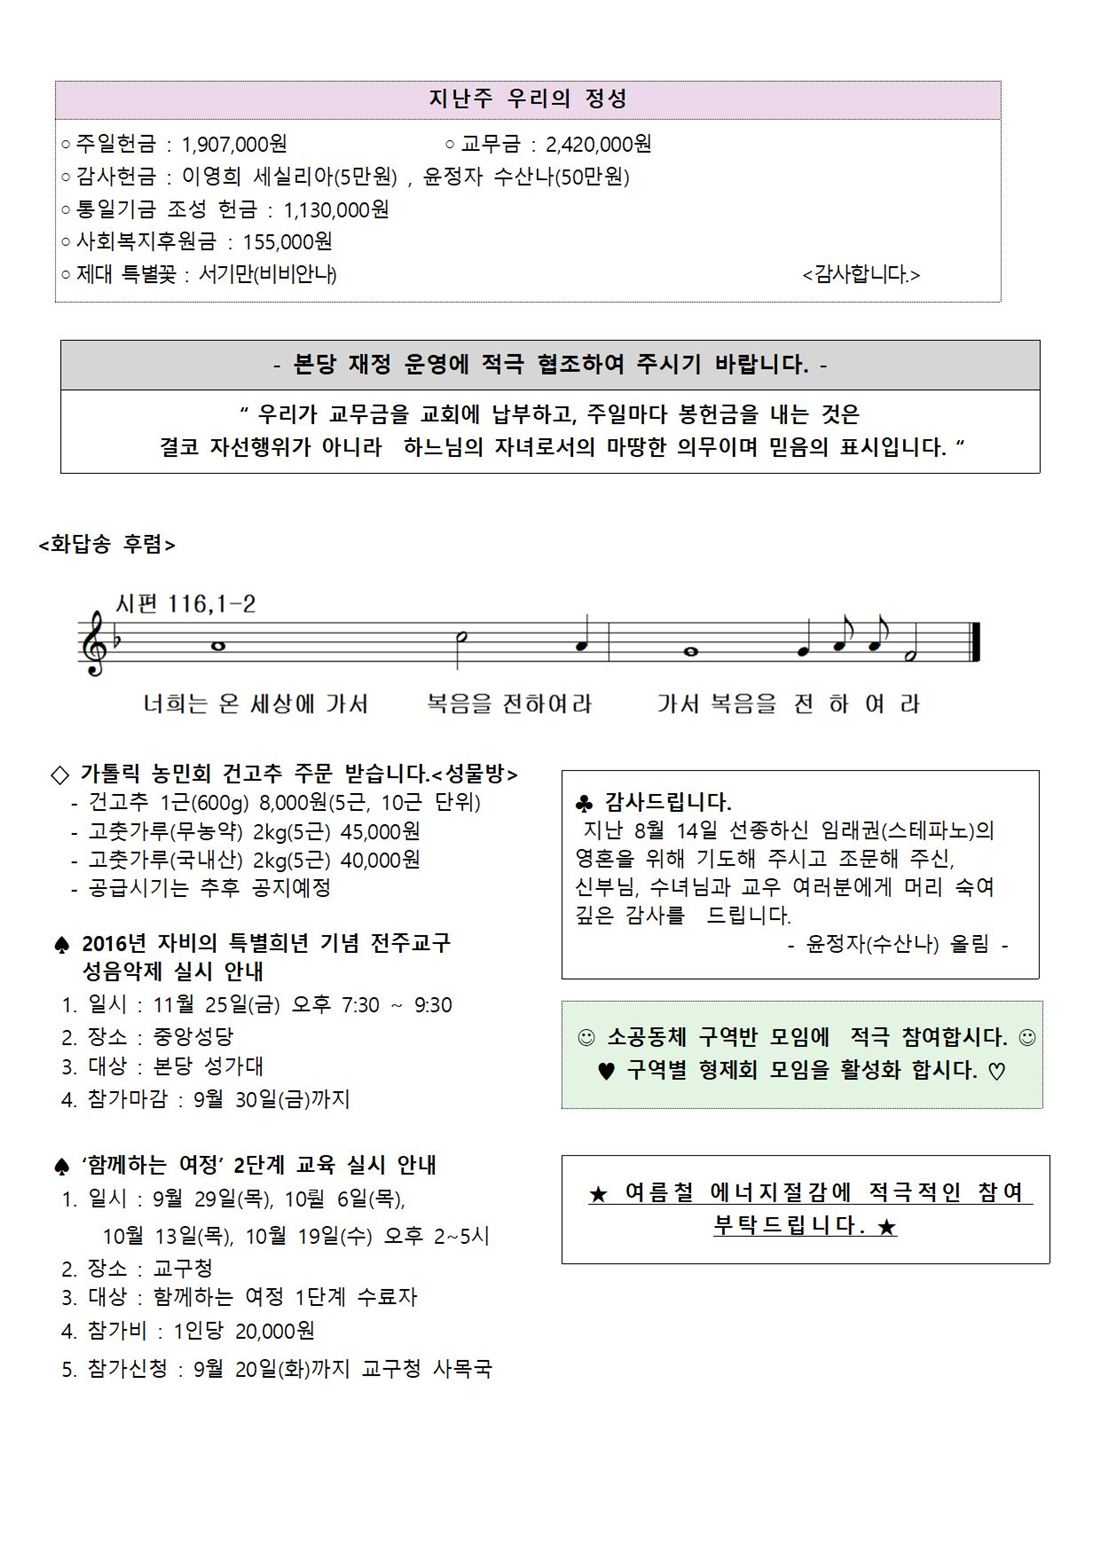 지난주 우리의 정성
○ 주일헌금 : 1,907,000원 ○ 교무금 : 2,420,000원
○ 감사헌금 : 이영희 세실리아(5만원) , 윤정자 수산나(50만원)
○ 통일기금 조성 헌금 : 1,130,000원
○ 사회복지후원금 : 155,000원
○ 제대 특별꽃 : 서기만(비비안나) <감사합니다.>
- 본당 재정 운영에 적극 협조하여 주시기 바랍니다. -
“ 우리가 교무금을 교회에 납부하고, 주일마다 봉헌금을 내는 것은
결코 자선행위가 아니라 하느님의 자녀로서의 마땅한 의무이며 믿음의 표시입니다. “
<화답송 후렴>
시편 116,1-2
너희는 온 세상에 가서 복음을 전하여라 가서 복음을 전 하 여 라
◇ 가톨릭 농민회 건고추 주문 받습니다.<성물방>
- 건고추 1근(600g) 8,000원(5근, 10근 단위)
- 고춧가루(무농약) 2kg(5근) 45,000원
- 고춧가루(국내산) 2kg(5근) 40,000원
- 공급시기는 추후 공지예정
♠ 2016년 자비의 특별희년 기념 전주교구
성음악제 실시 안내
1. 일시 : 11월 25일(금) 오후 7:30 ~ 9:30
2. 장소 : 중앙성당
3. 대상 : 본당 성가대
4. 참가마감 : 9월 30일(금)까지
♠ ‘함께하는 여정’ 2단계 교육 실시 안내
1. 일시 : 9월 29일(목), 10월 6일(목),
10월 13일(목), 10월 19일(수) 오후 2~5시
2. 장소 : 교구청
3. 대상 : 함께하는 여정 1단계 수료자
4. 참가비 : 1인당 20,000원
5. 참가신청 : 9월 20일(화)까지 교구청 사목국
♣ 감사드립니다.
지난 8월 14일 선종하신 임래권(스테파노)의
영혼을 위해 기도해 주시고 조문해 주신,
신부님, 수녀님과 교우 여러분에게 머리 숙여
깊은 감사를 드립니다.
- 윤정자(수산나) 올림 -
☺ 소공동체 구역반 모임에 적극 참여합시다. ☺
♥ 구역별 형제회 모임을 활성화 합시다. ♡
★ 여름철 에너지절감에 적극적인 참여
부탁드립니다. ★